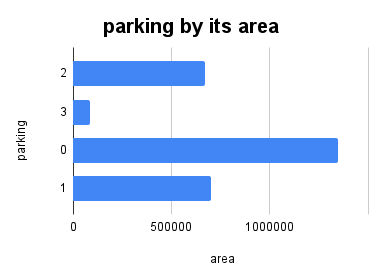 parking by its area
parking
2
3
0
1
0 500000 1000000
area